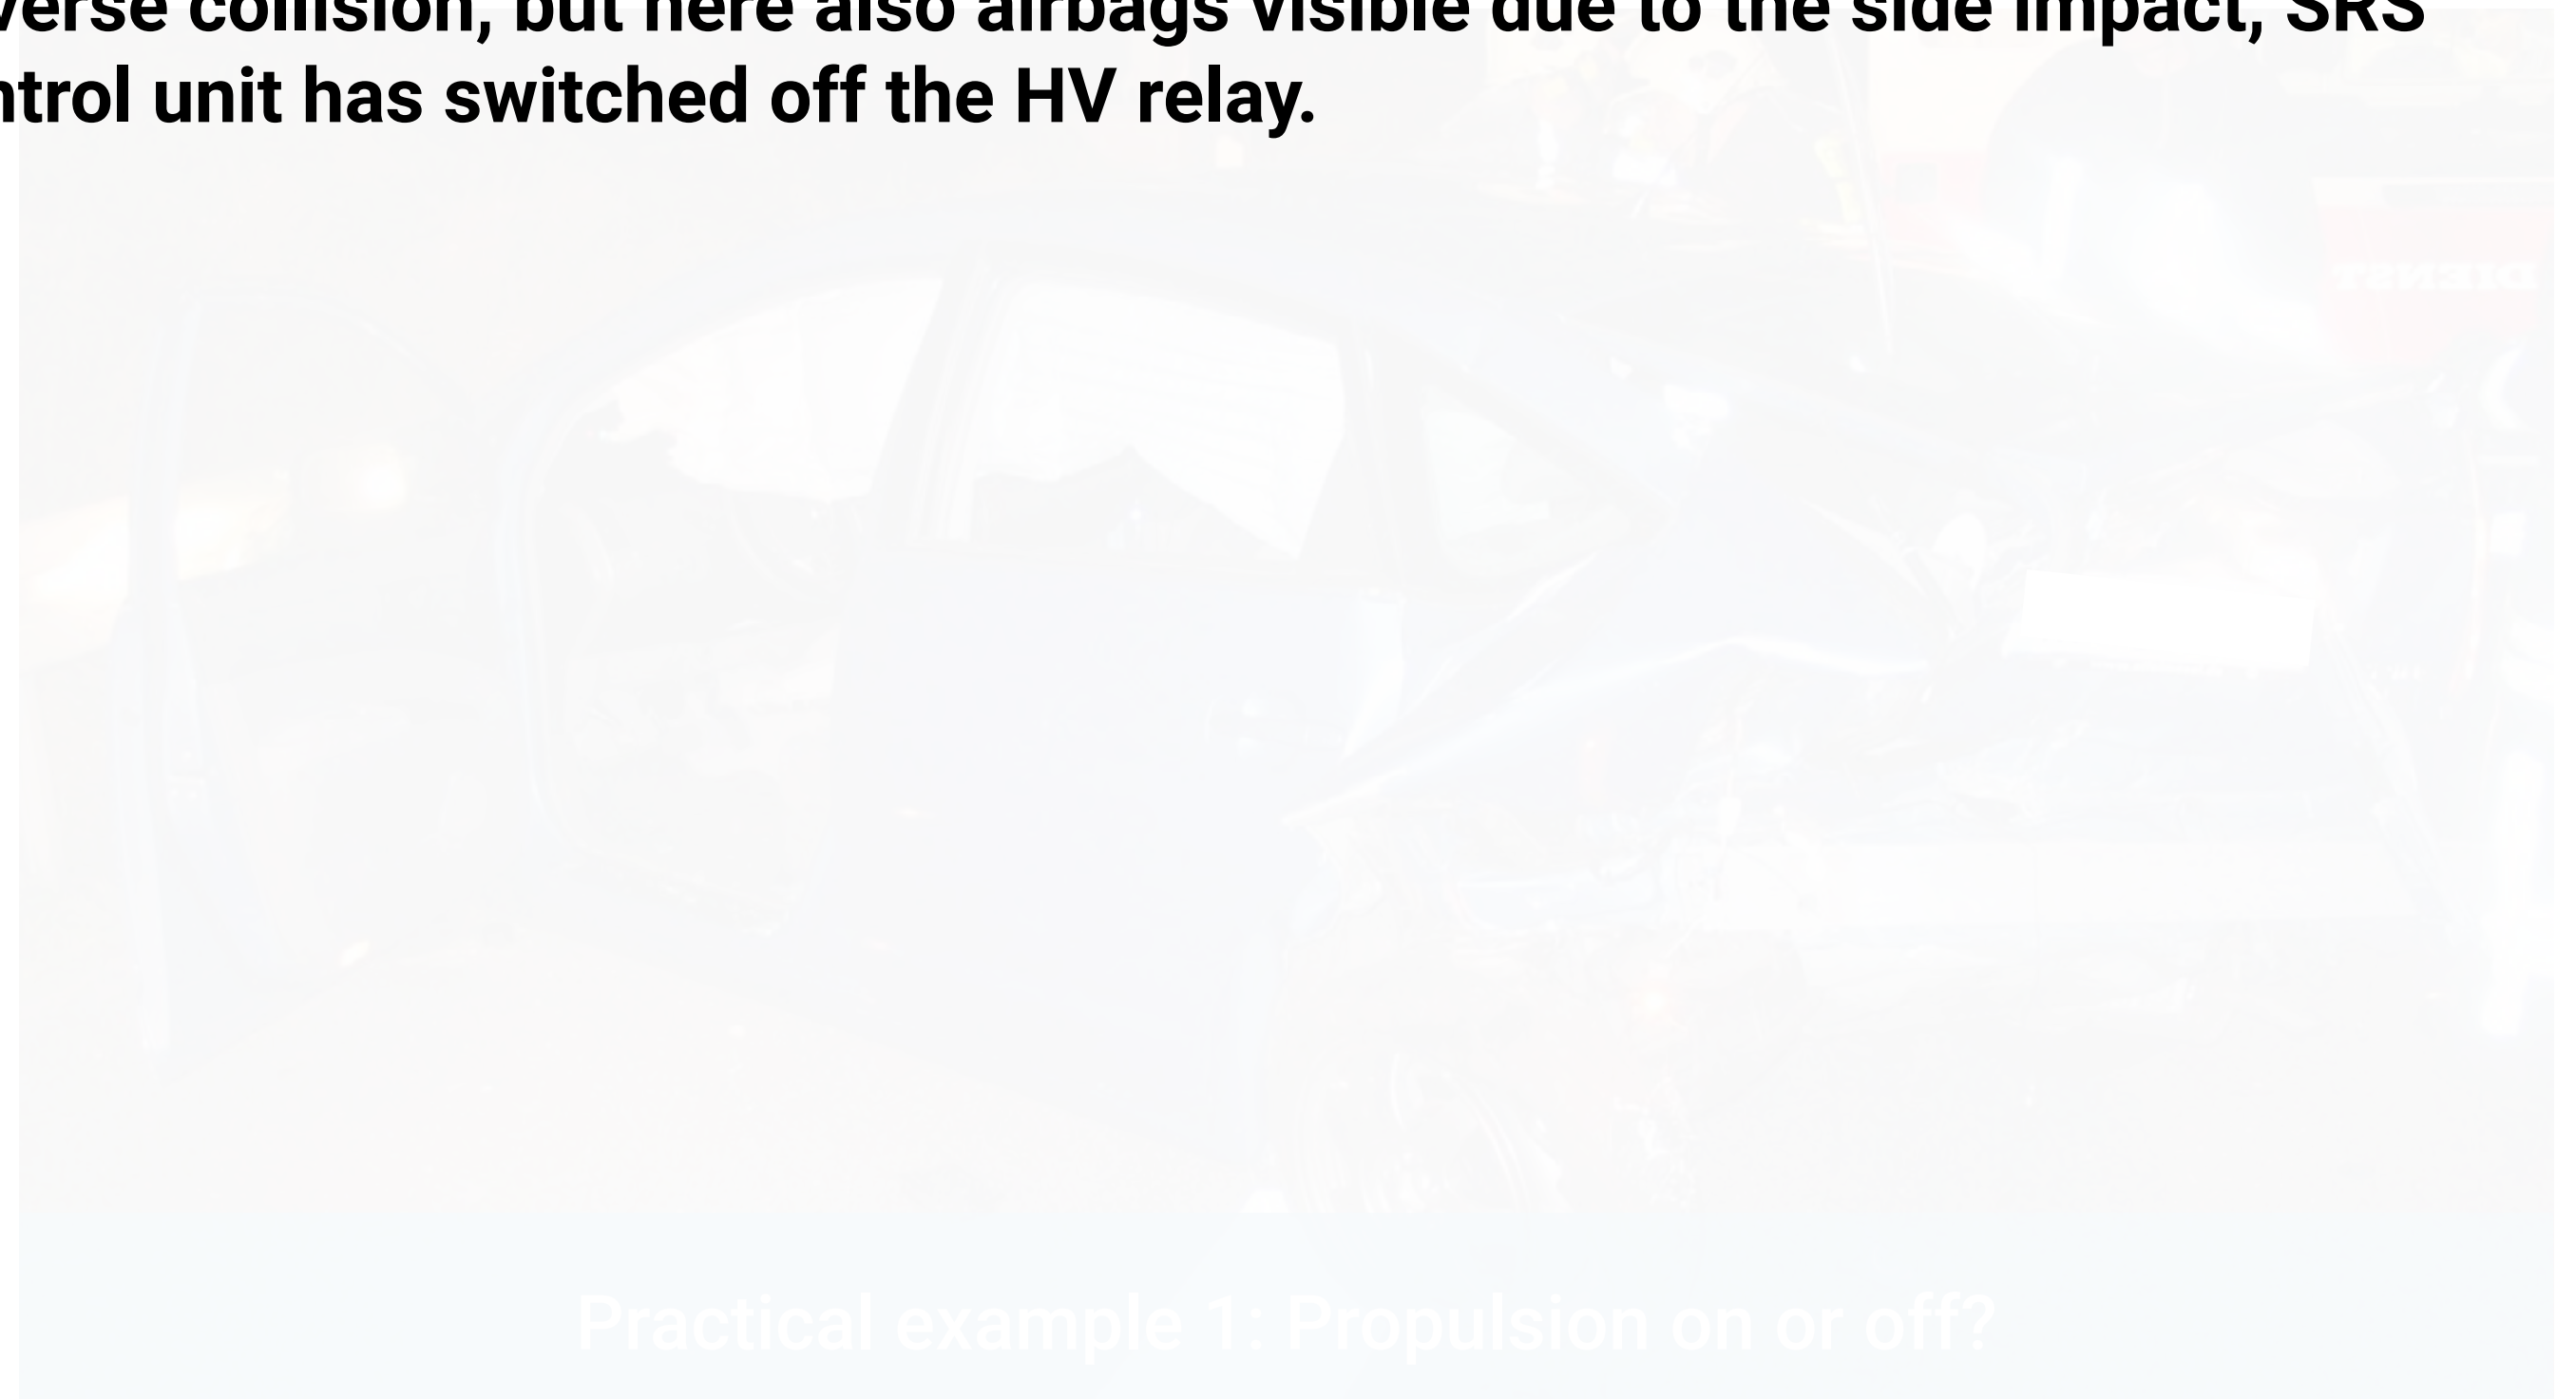 verse collision, but here also airbags visible due to the side impact, SRS
ntrol unit has switched off the HV relay.
DIENST
Practical example 1: Propulsion on or off?